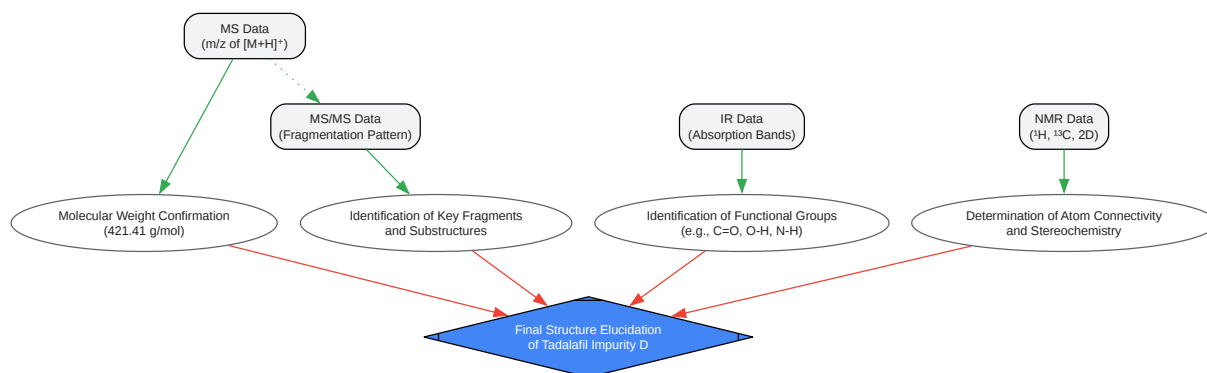 MS Data
(m/z of [M+H]⁺)
MS/MS Data
(Fragmentation Pattern)
IR Data
(Absorption Bands)
NMR Data
(¹H, ¹³C, 2D)
Molecular Weight Confirmation
(421.41 g/mol)
Identification of Key Fragments
and Substructures
Identification of Functional Groups
(e.g., C=O, O-H, N-H)
Determination of Atom Connectivity
and Stereochemistry
Final Structure Elucidation
of Tadalafil Impurity D